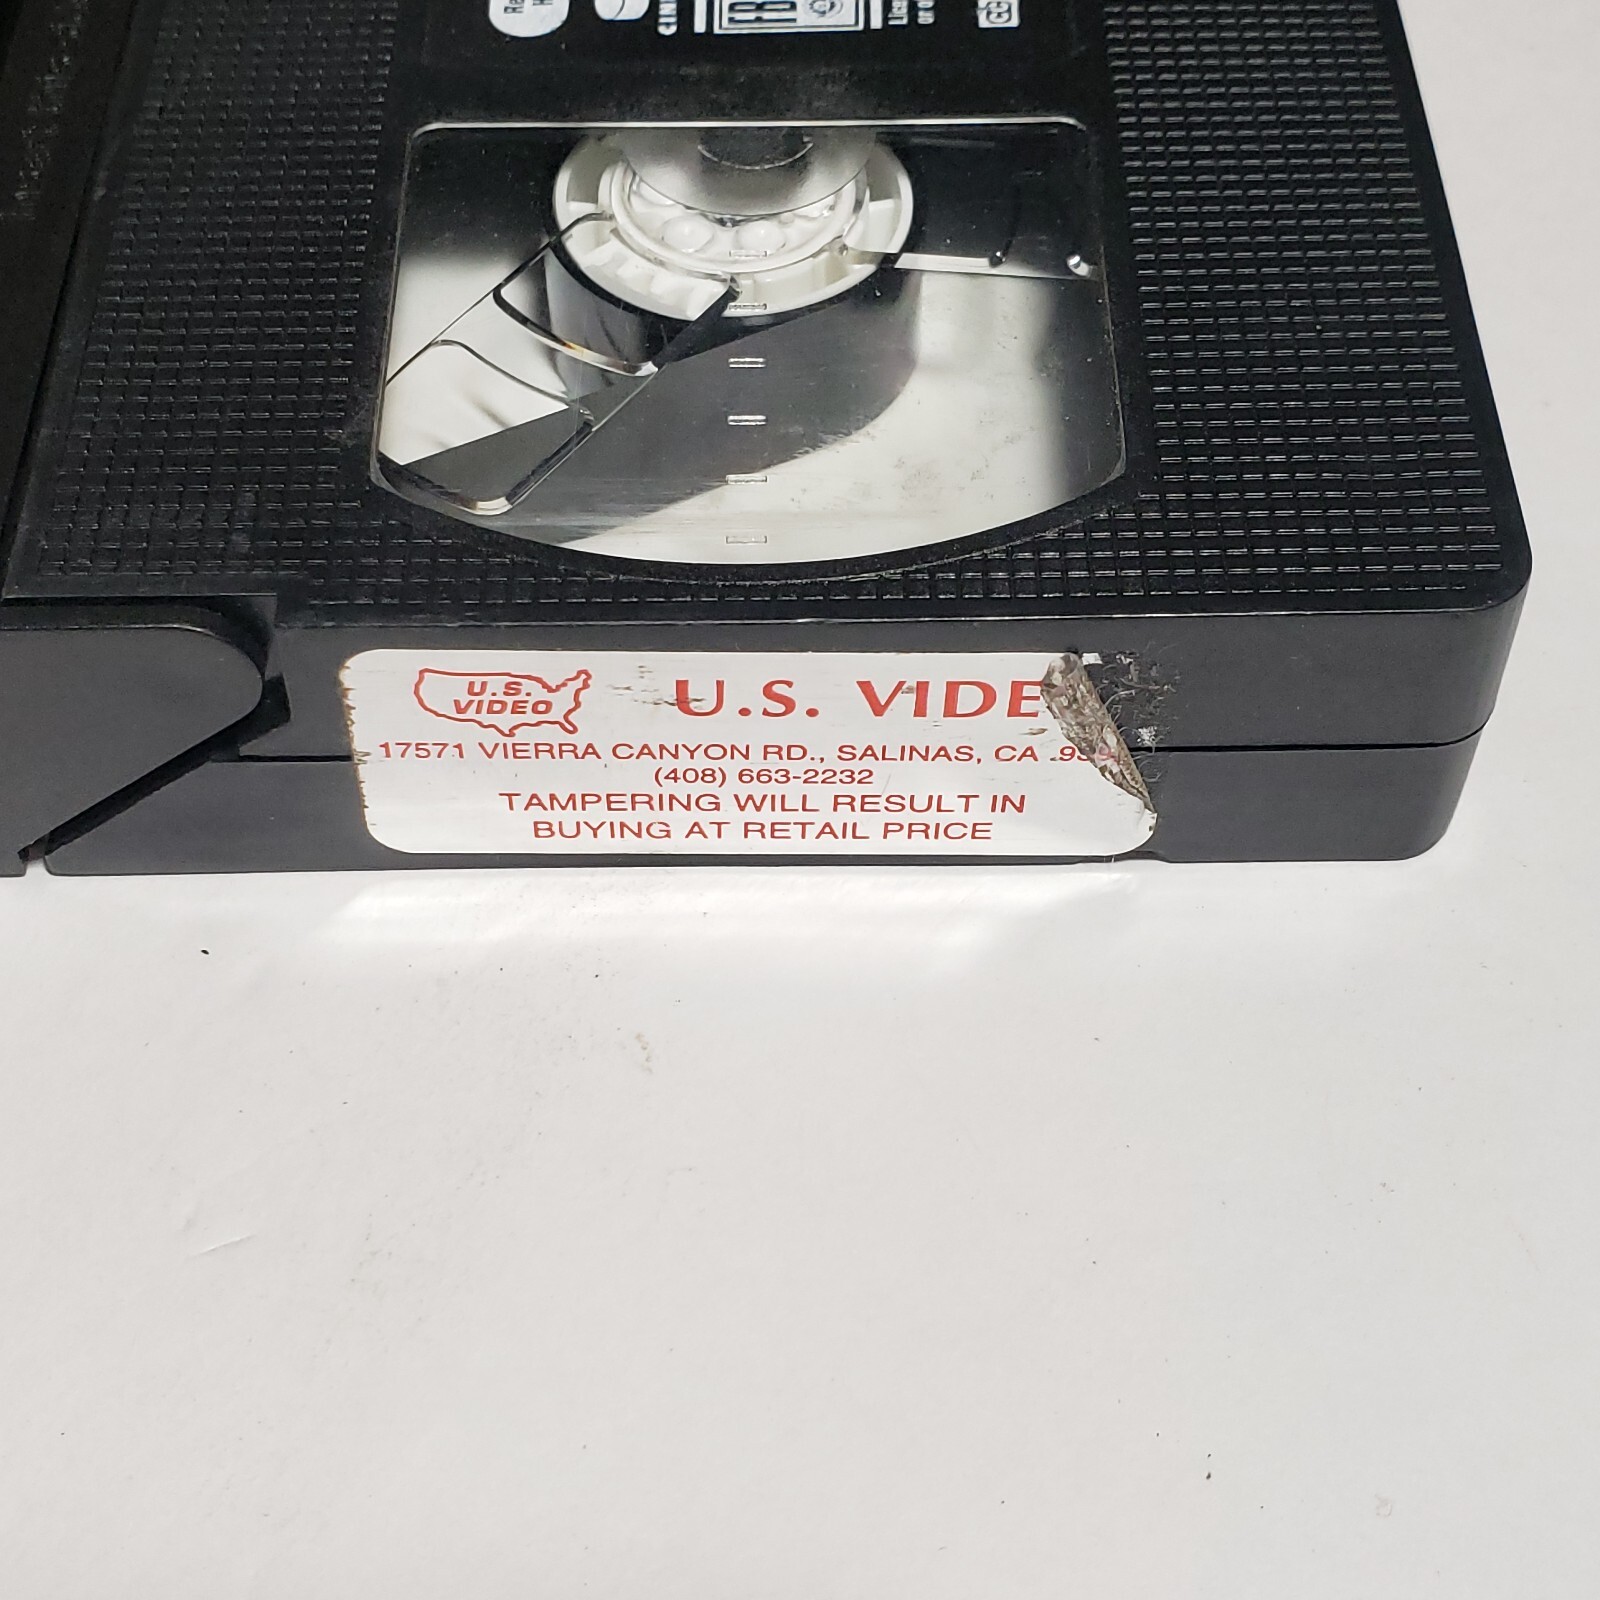 U.S.
VIDEO
U.S. VIDE
17571 VIERRA CANYON RD., SALINAS, CA
(408) 663-2232
TAMPERING WILL RESULT IN
BUYING AT RETAIL PRICE